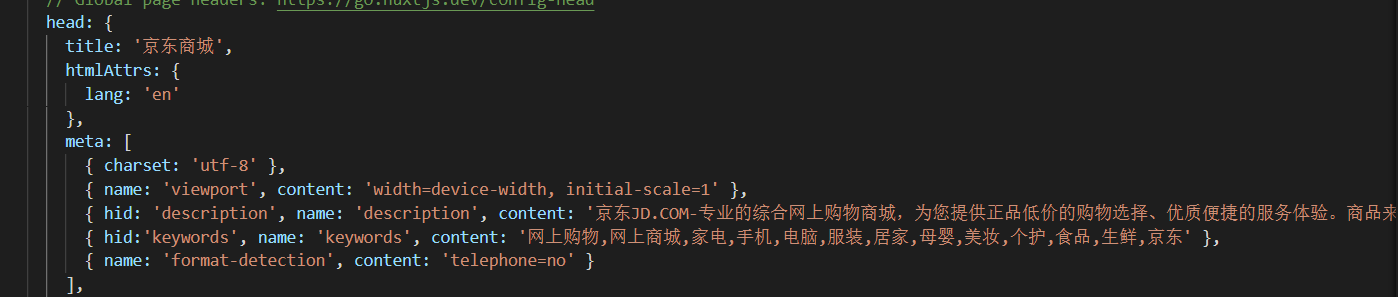 // Global page headers: https://go.nuxtjs.dev/config-head
head: {
title: '京东商城',
htmlAttrs: {
lang: 'en'
},
meta: [
{ charset: 'utf-8' },
{ name: 'viewport', content: 'width=device-width, initial-scale=1' },
{ hid: 'description', name: 'description', content: '京东JD.COM-专业的综合网上购物商城，为您提供正品低价的购物选择、优质便捷的服务体验。商品来
{ hid:'keywords', name: 'keywords', content: '网上购物,网上商城,家电,手机,电脑,服装,居家,母婴,美妆,个护,食品,生鲜,京东' },
{ name: 'format-detection', content: 'telephone=no' }
],